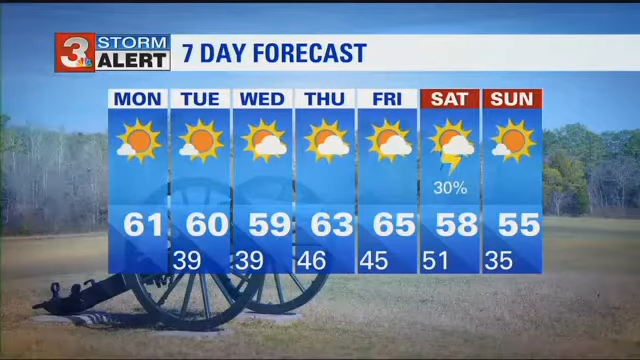 3 STORM ALERT
7 DAY FORECAST
MON TUE WED THU FRI SAT SUN
30%
61 60 59 63 65 58 55
39 39 46 45 51 35